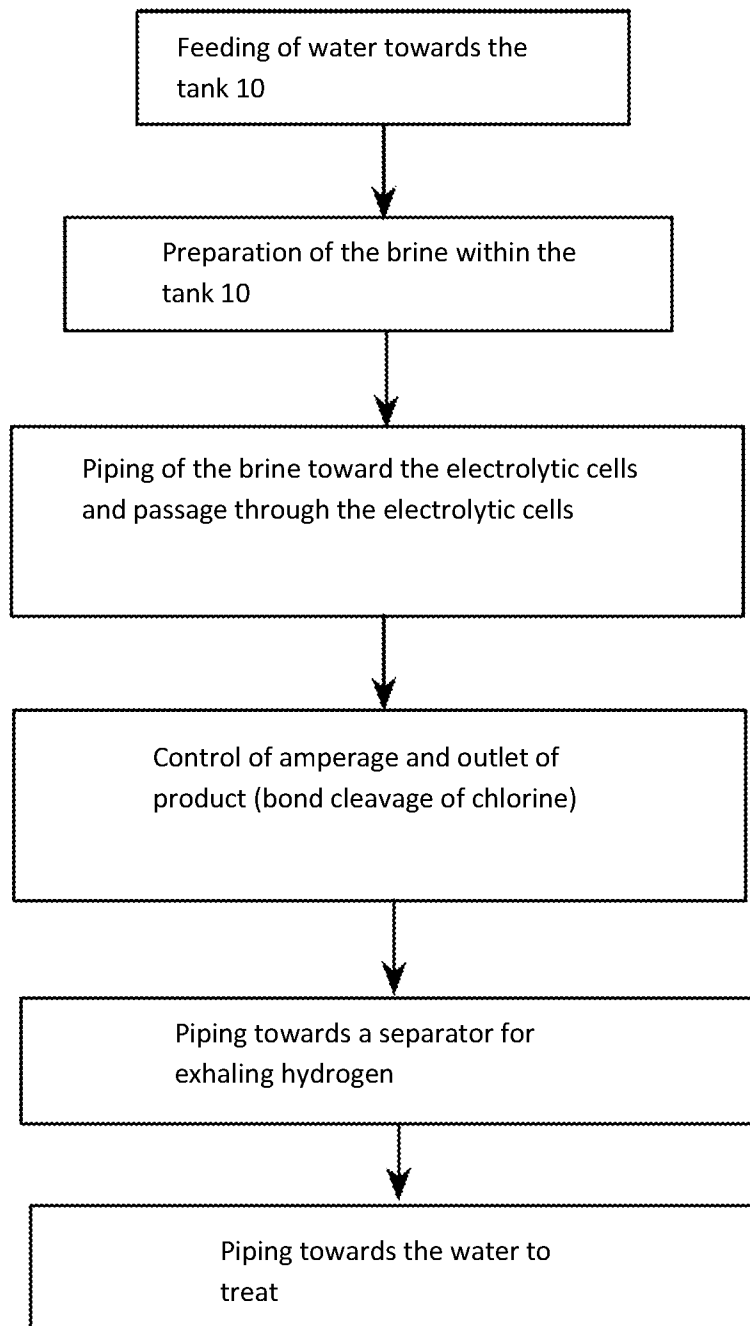 Feeding of water towards the
tank 10
Preparation of the brine within the
tank 10
Piping of the brine toward the electrolytic cells
and passage through the electrolytic cells
Control of amperage and outlet of
product (bond cleavage of chlorine)
Piping towards a separator for
exhaling hydrogen
Piping towards the water to
treat